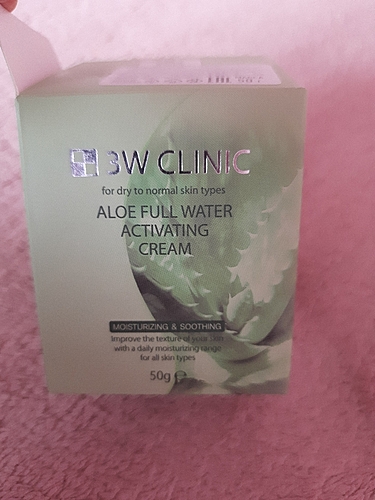 3W CLINIC
for dry to normal skin types
ALOE FULL WATER
ACTIVATING
CREAM
MOISTURIZING & SOOTHING
Improve the texture of your skin
with a daily moisturizing range
for all skin types
50g ℮